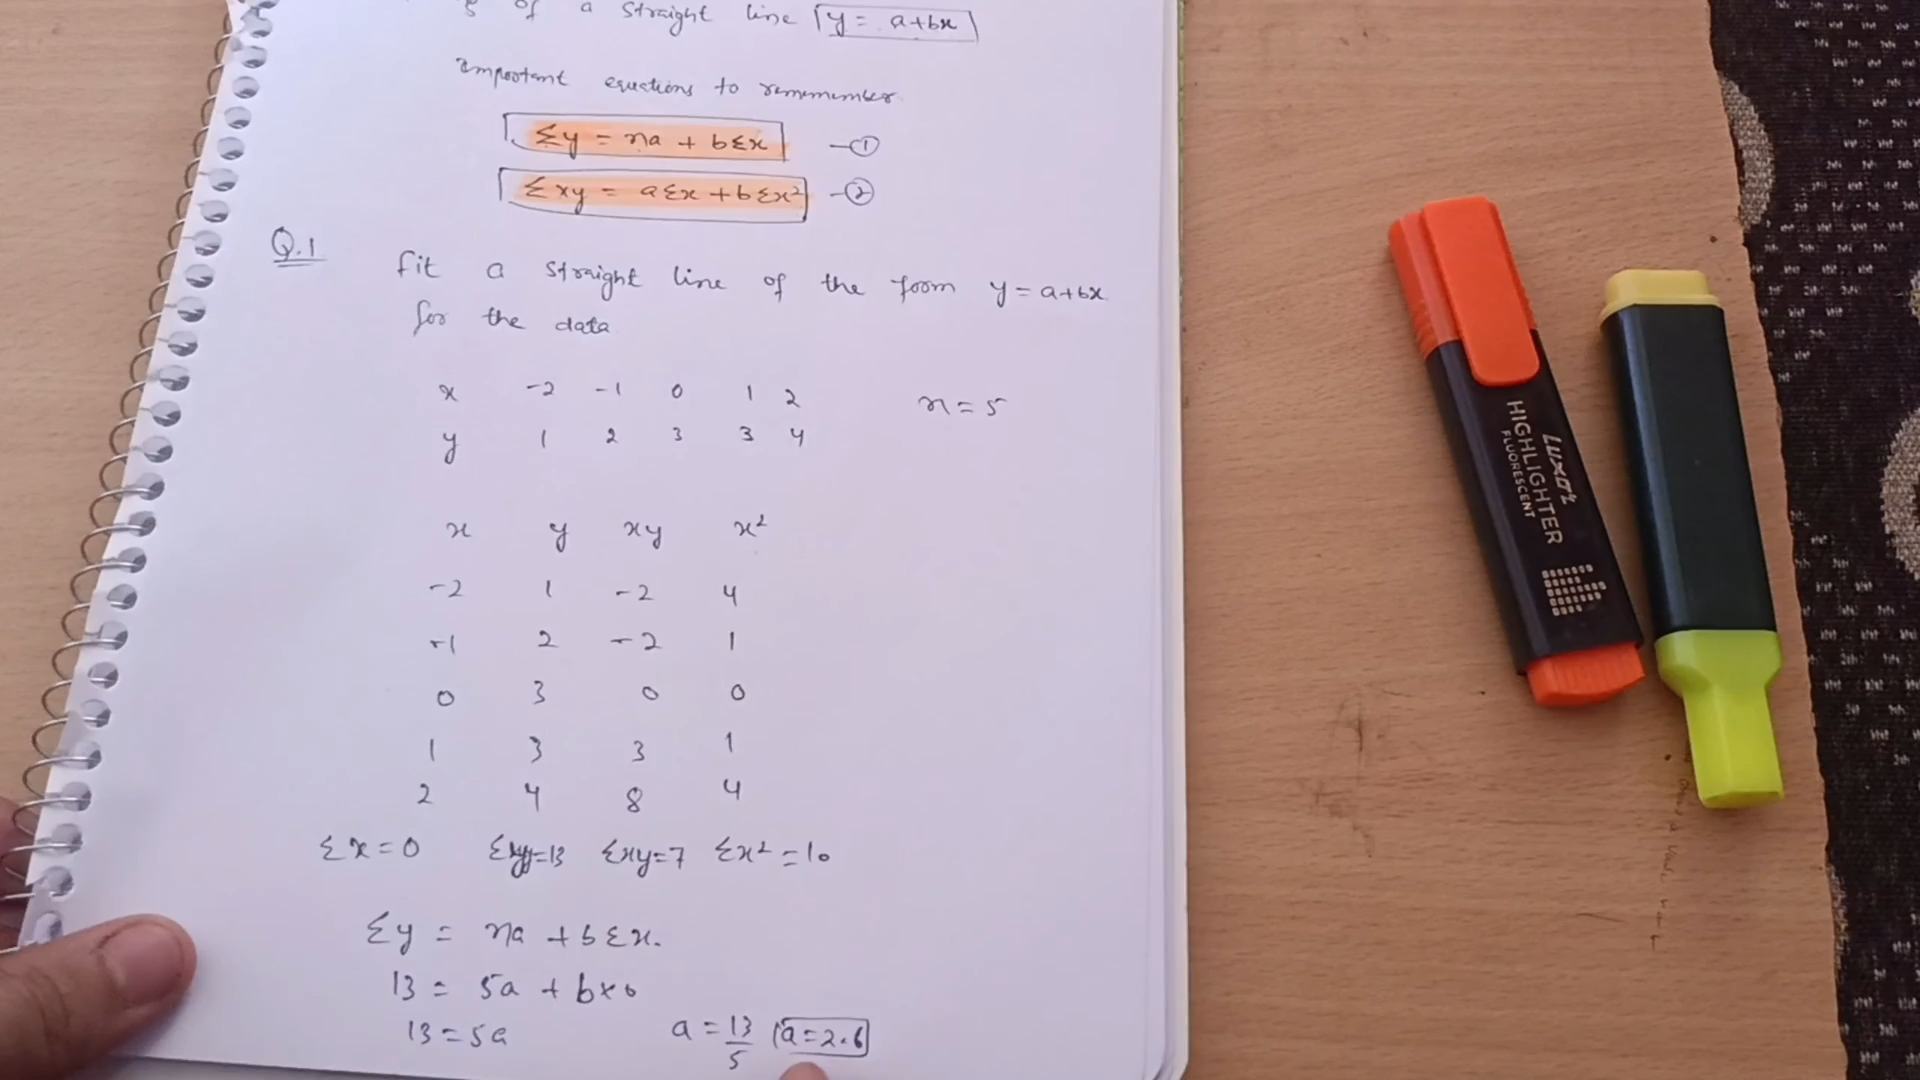 of a straight line y = a+bx
important equations to rememember
Σy = na + bΣx —①
Σxy = aΣx + bΣx² —②
Q.1 fit a straight line of the form y = a+bx
for the data
x -2 -1 0 1 2 n = 5
y 1 2 3 3 4
x y xy x²
-2 1 -2 4
-1 2 -2 1
0 3 0 0
1 3 3 1
2 4 8 4
Σx = 0 Σy=13 Σxy=7 Σx² = 10
Σy = na + bΣx.
13 = 5a + b×0
13 = 5a a = 13/5 a = 2.6
Luxor
HIGHLIGHTER
FLUORESCENT